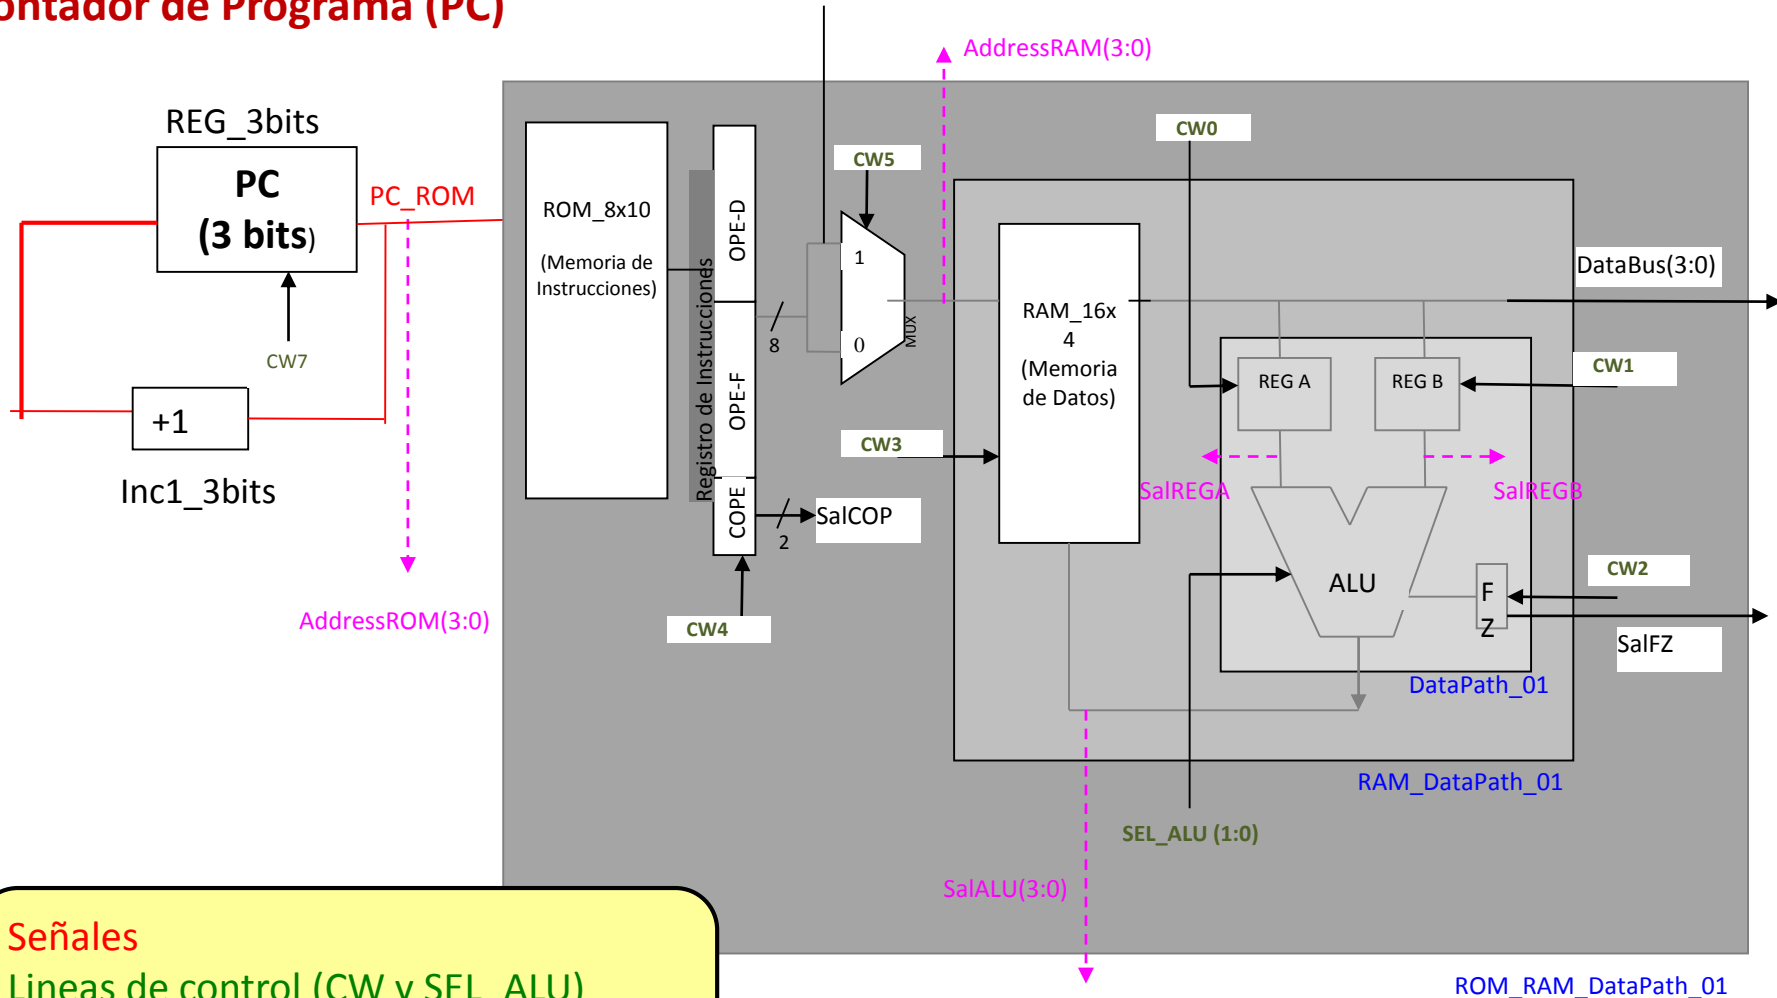 ontador de Programa (PC)
AddressRAM(3:0)
REG_3bits
PC
(3 bits)
PC_ROM
CW7
+1
Inc1_3bits
AddressROM(3:0)
ROM_8x10
(Memoria de
Instrucciones)
Registro de Instrucciones
OPE-D
OPE-F
COPE
CW4
8
2
SalCOP
CW5
1
0
MUX
CW3
RAM_16x
4
(Memoria
de Datos)
CW0
DataBus(3:0)
REG A
REG B
CW1
SalREGA
SalREGB
ALU
F
Z
CW2
SalFZ
DataPath_01
RAM_DataPath_01
SEL_ALU (1:0)
SalALU(3:0)
ROM_RAM_DataPath_01
Señales
Lineas de control (CW y SEL_ALU)